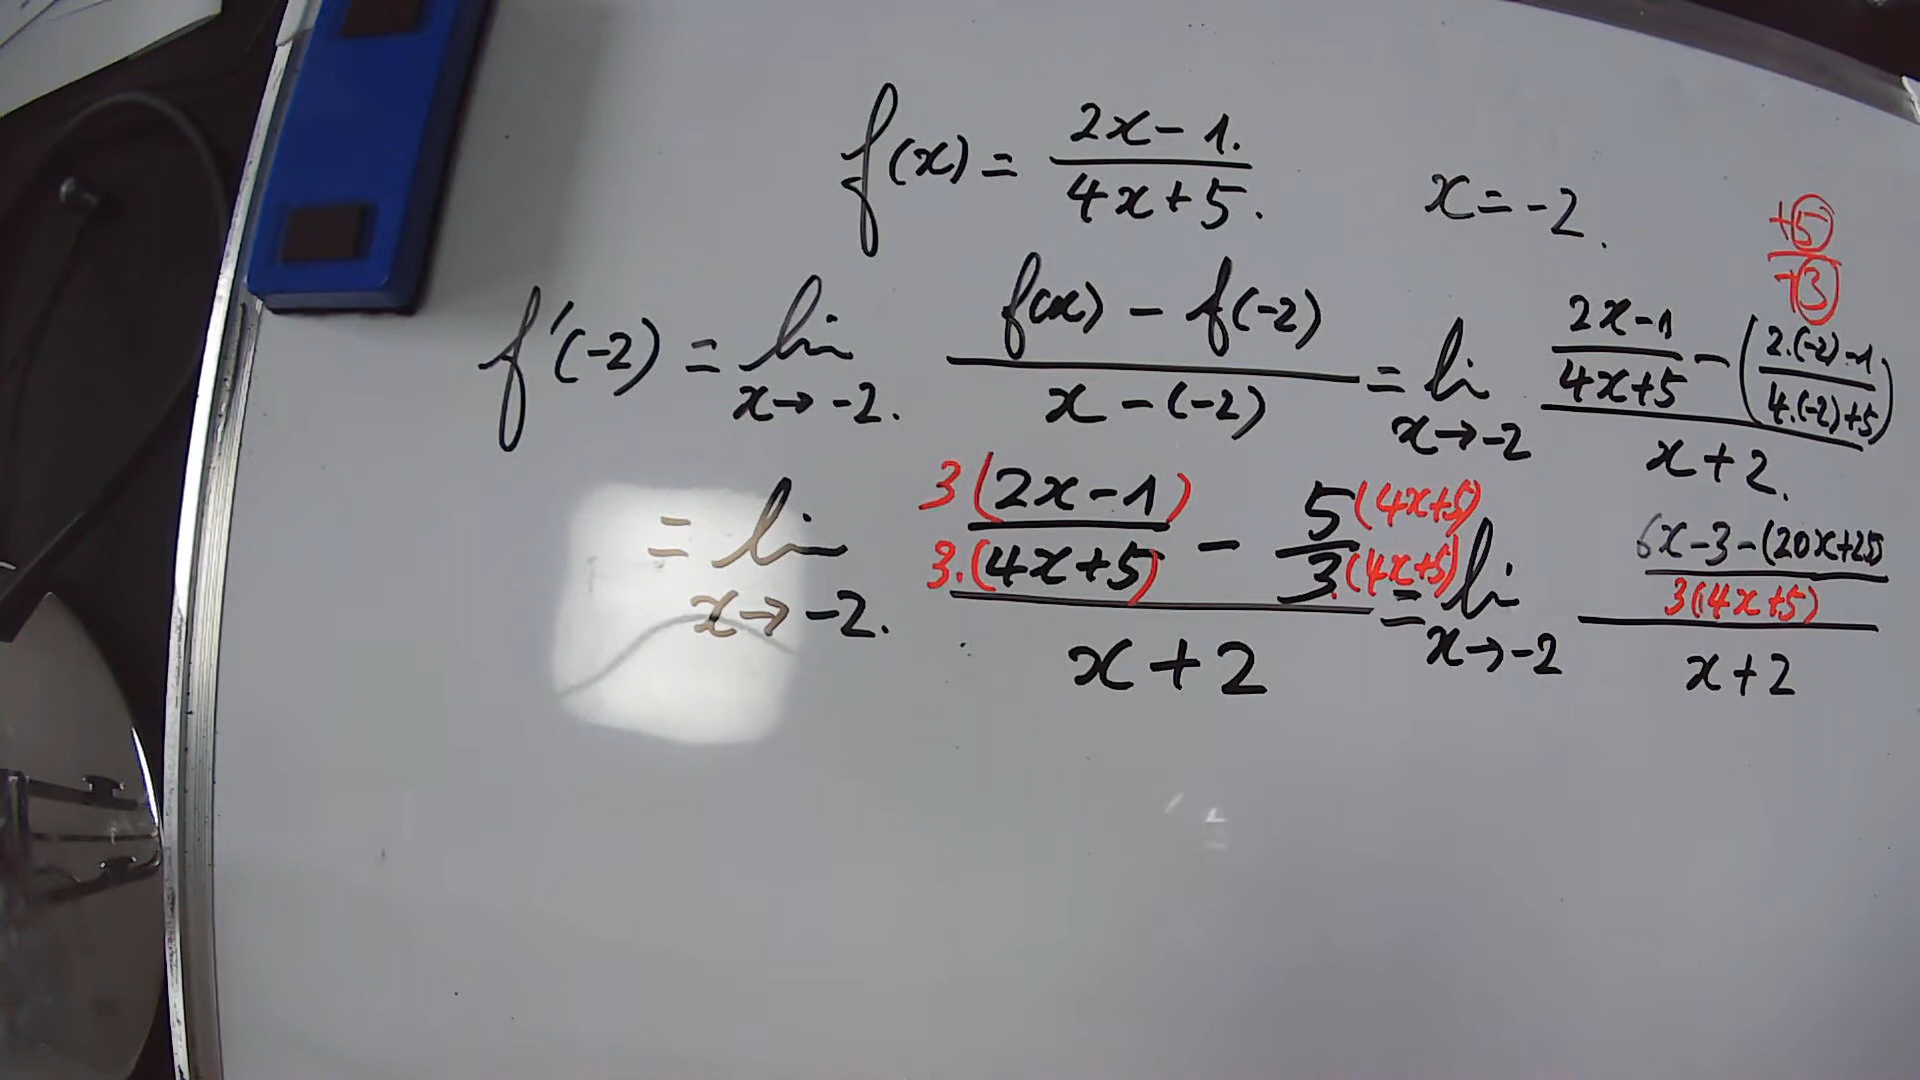 f(x) = (2x - 1.)/(4x + 5.) x = -2.
+5/-3
f'(-2) = lim x→-2. (f(x) - f(-2))/(x - (-2)) = lim x→-2 ((2x-1)/(4x+5) - ((2.(-2)-1)/(4.(-2)+5)))/(x+2.)
= lim x→-2. (3(2x-1)/3.(4x+5) - 5(4x+5)/3.(4x+5))/(x+2) = lim x→-2 ((6x-3-(20x+25))/(3(4x+5)))/(x+2)